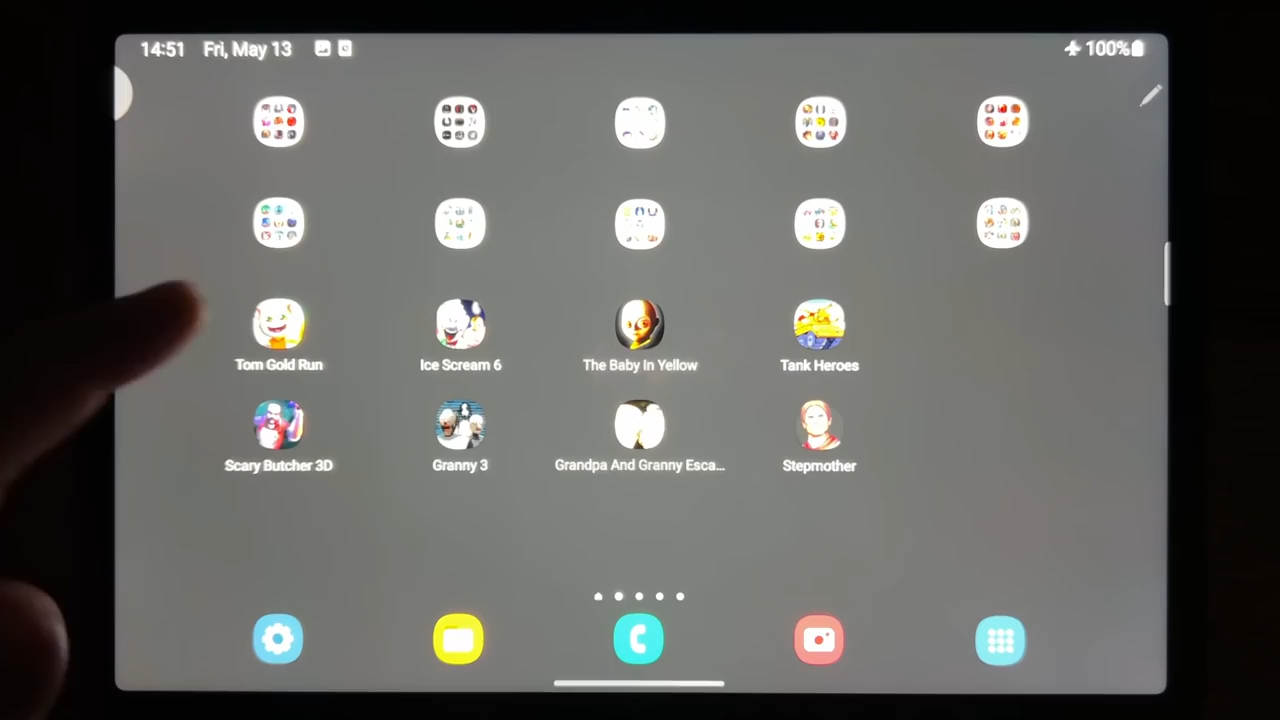 14:51 Fri, May 13 100%
Tom Gold Run Ice Scream 6 The Baby In Yellow Tank Heroes
Scary Butcher 3D Granny 3 Grandpa And Granny Esca... Stepmother